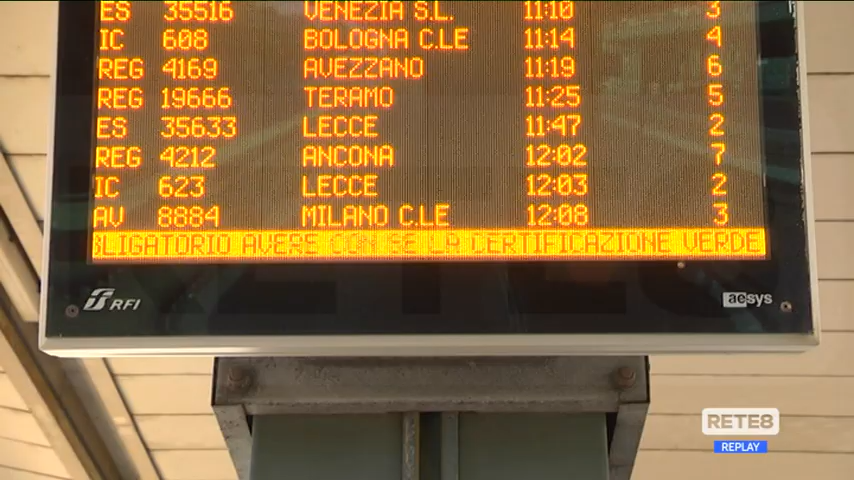 ES 35516 VENEZIA S.L. 11:10 3
IC 608 BOLOGNA C.LE 11:14 4
REG 4169 AVEZZANO 11:19 6
REG 19666 TERAMO 11:25 5
ES 35633 LECCE 11:47 2
REG 4212 ANCONA 12:02 7
IC 623 LECCE 12:03 2
AV 8884 MILANO C.LE 12:08 3
BLIGATORIO AVERE CON SE LA CERTIFICAZIONE VERDE
RFI
aesys
RETE8
REPLAY